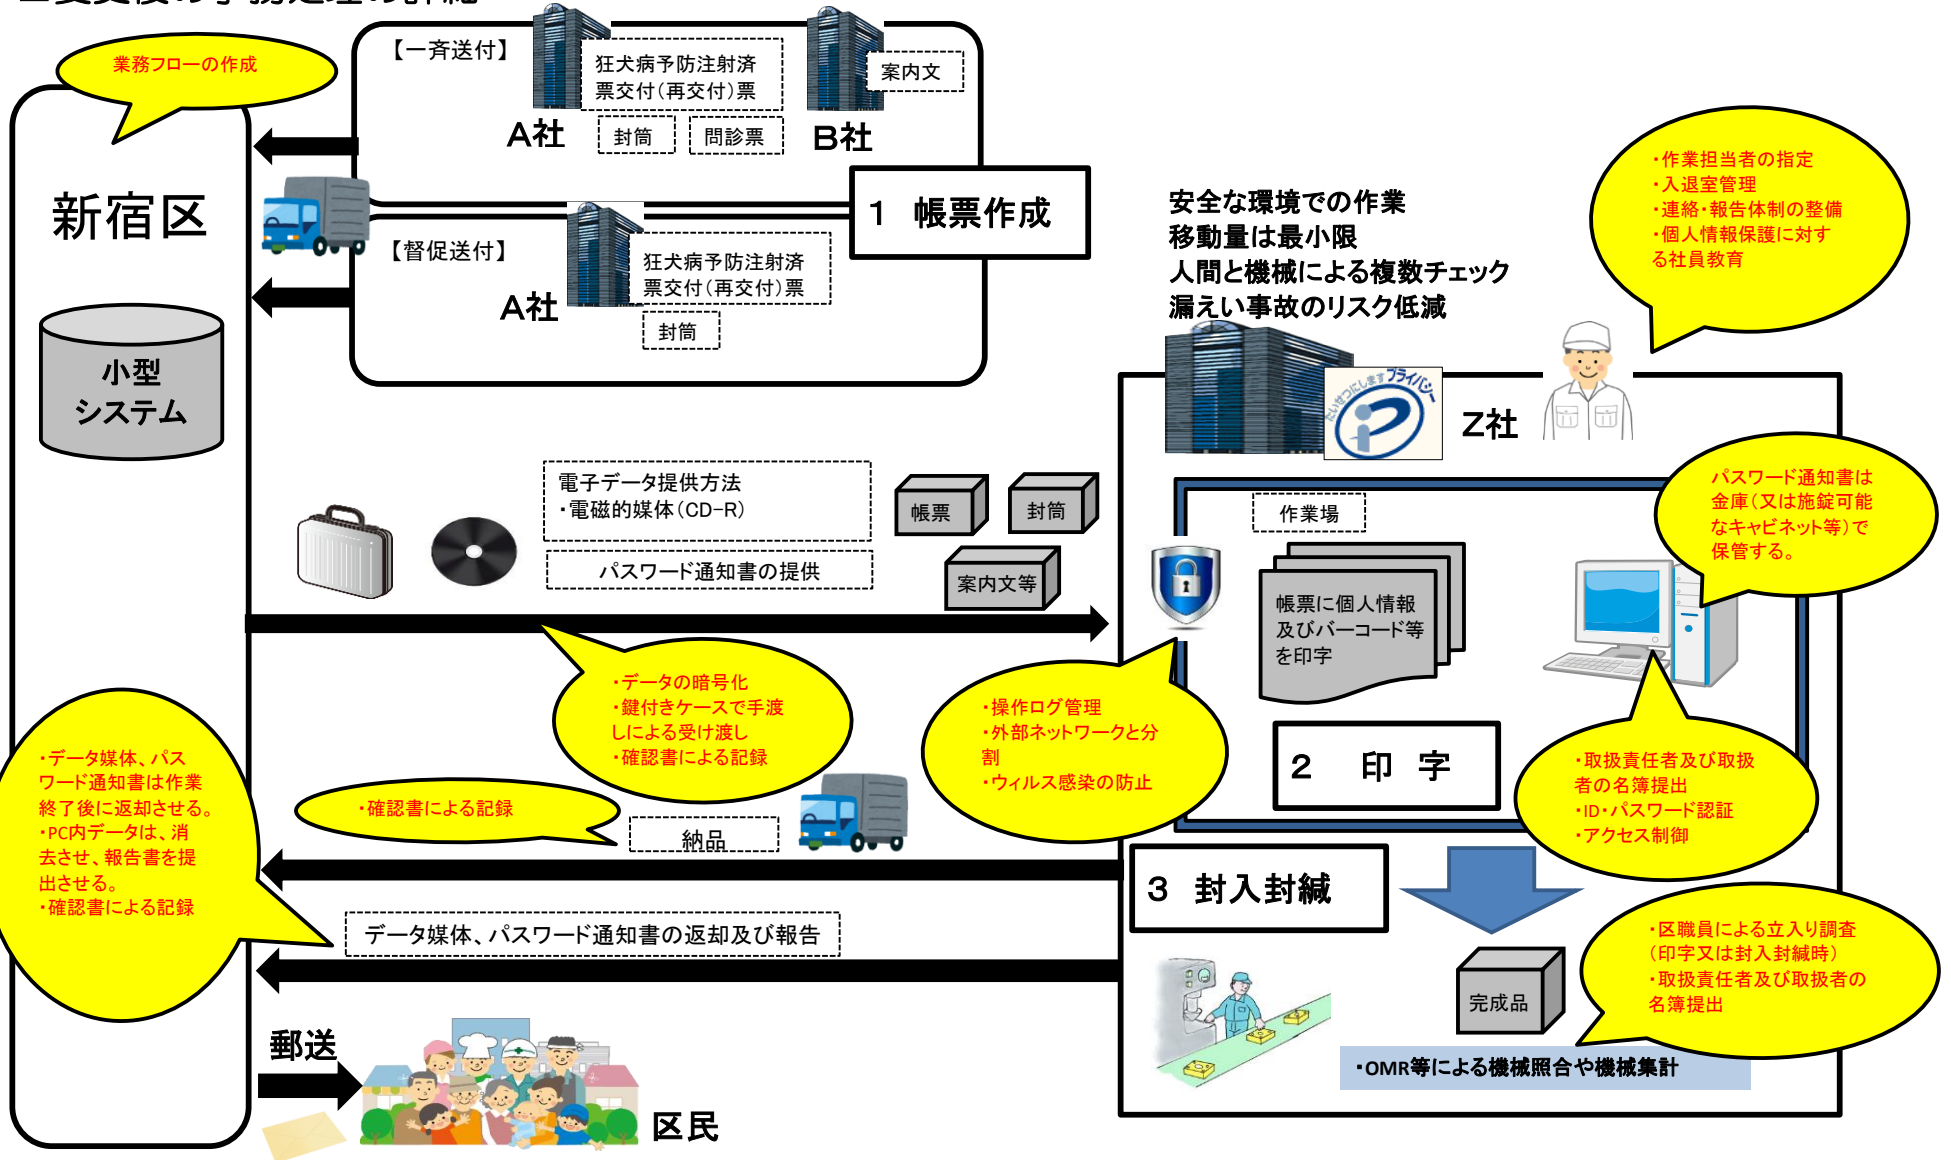 業務フローの作成
【一斉送付】
狂犬病予防注射済
票交付（再交付）票
案内文
A社
封筒
問診票
B社
1 帳票作成
新宿区
【督促送付】
狂犬病予防注射済
票交付（再交付）票
A社
封筒
小型
システム
安全な環境での作業
移動量は最小限
人間と機械による複数チェック
漏えい事故のリスク低減
・作業担当者の指定
・入退室管理
・連絡・報告体制の整備
・個人情報保護に対す
る社員教育
たいせつにしますプライバシー
Z社
電子データ提供方法
・電磁的媒体（CD-R）
パスワード通知書の提供
帳票
封筒
案内文等
作業場
パスワード通知書は
金庫（又は施錠可能
なキャビネット等）で
保管する。
帳票に個人情報
及びバーコード等
を印字
・データの暗号化
・鍵付きケースで手渡
しによる受け渡し
・確認書による記録
・操作ログ管理
・外部ネットワークと分
割
・ウィルス感染の防止
2 印 字
・取扱責任者及び取扱
者の名簿提出
・ID・パスワード認証
・アクセス制御
・データ媒体、パス
ワード通知書は作業
終了後に返却させる。
・PC内データは、消
去させ、報告書を提
出させる。
・確認書による記録
・確認書による記録
納品
3 封入封緘
データ媒体、パスワード通知書の返却及び報告
・区職員による立入り調査
（印字又は封入封緘時）
・取扱責任者及び取扱者の
名簿提出
完成品
・OMR等による機械照合や機械集計
郵送
区民